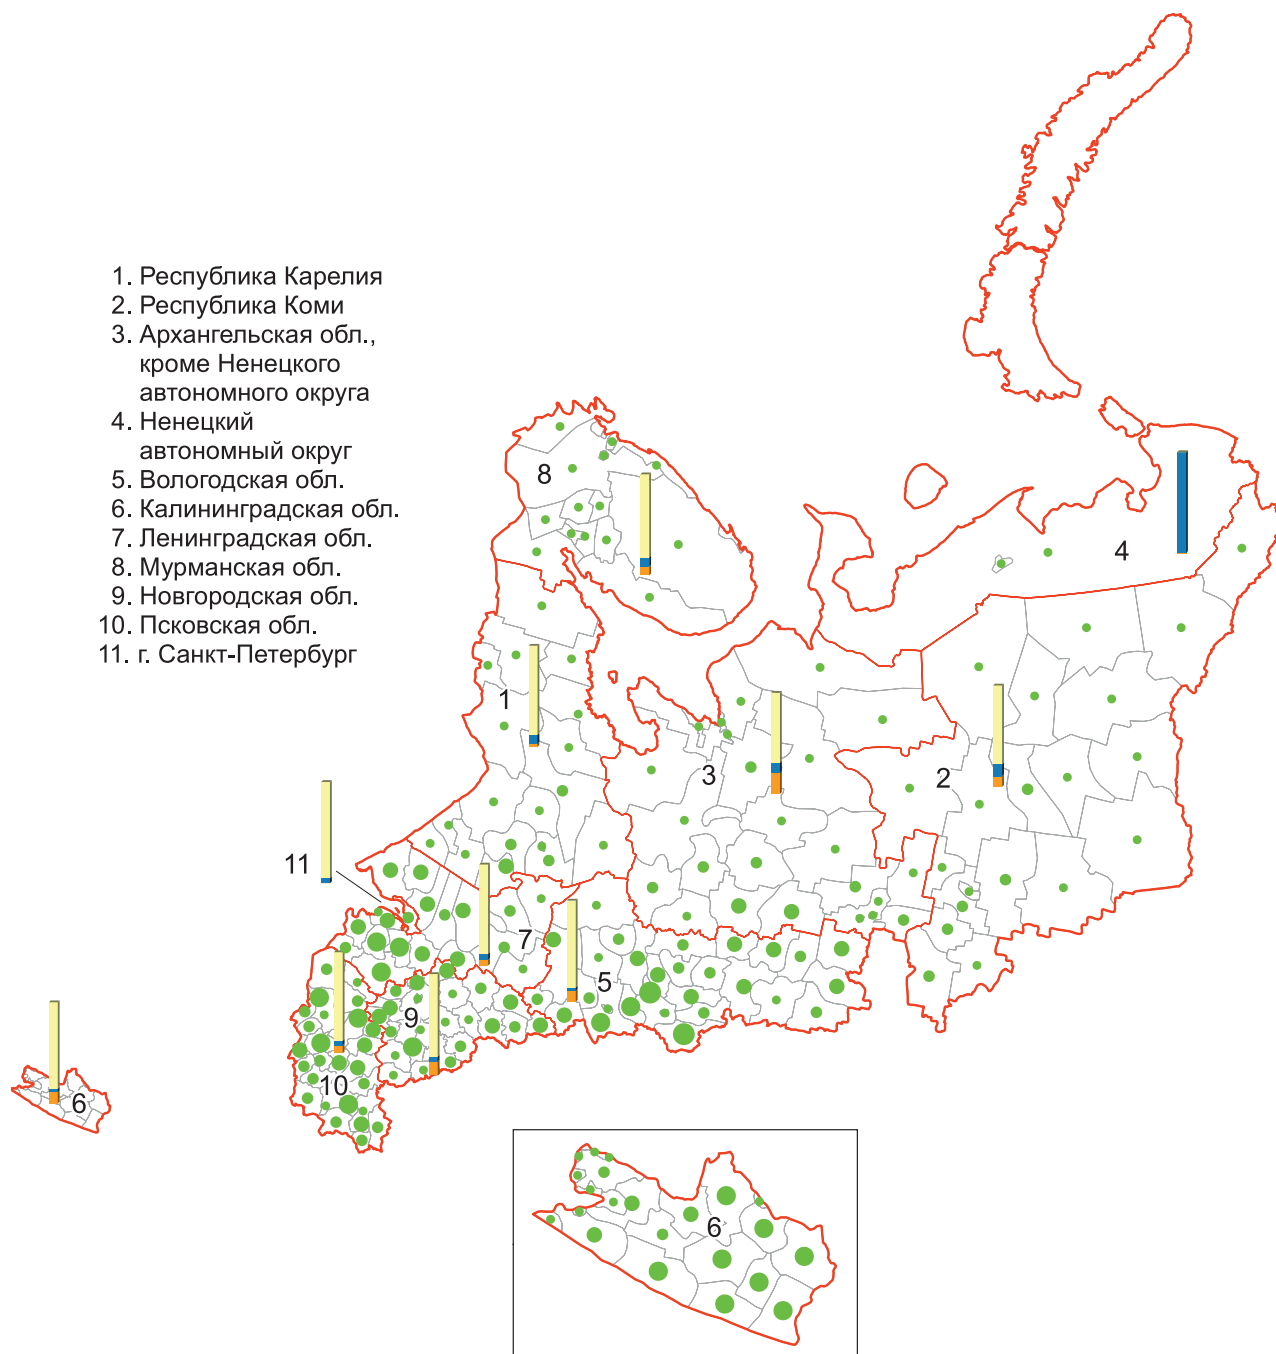 1. Республика Карелия
2. Республика Коми
3. Архангельская обл.,
кроме Ненецкого
автономного округа
4. Ненецкий
автономный округ
5. Вологодская обл.
6. Калининградская обл.
7. Ленинградская обл.
8. Мурманская обл.
9. Новгородская обл.
10. Псковская обл.
11. г. Санкт-Петербург
8
4
1
3
2
11
7
5
9
10
6
6